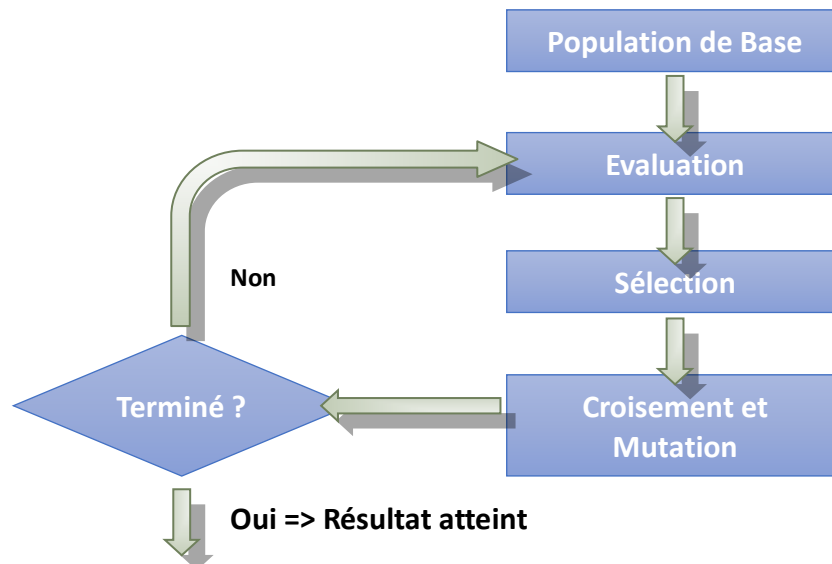 Population de Base
Evaluation
Non
Sélection
Terminé ?
Croisement et
Mutation
Oui => Résultat atteint